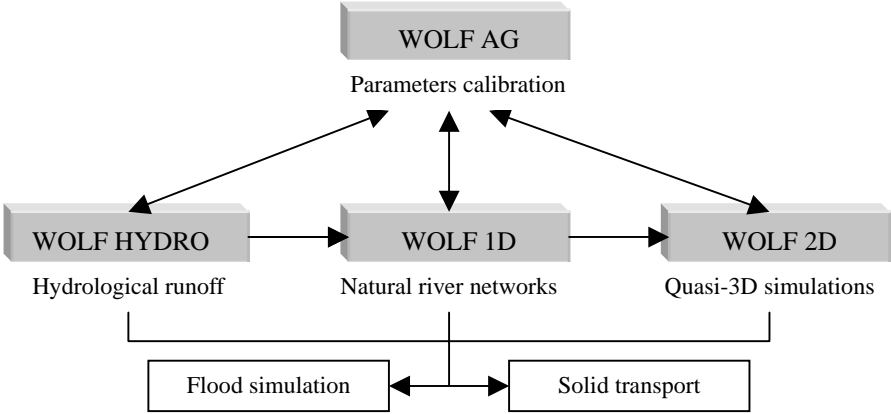 WOLF AG
Parameters calibration
WOLF HYDRO
WOLF 1D
WOLF 2D
Hydrological runoff
Natural river networks
Quasi-3D simulations
Flood simulation
Solid transport